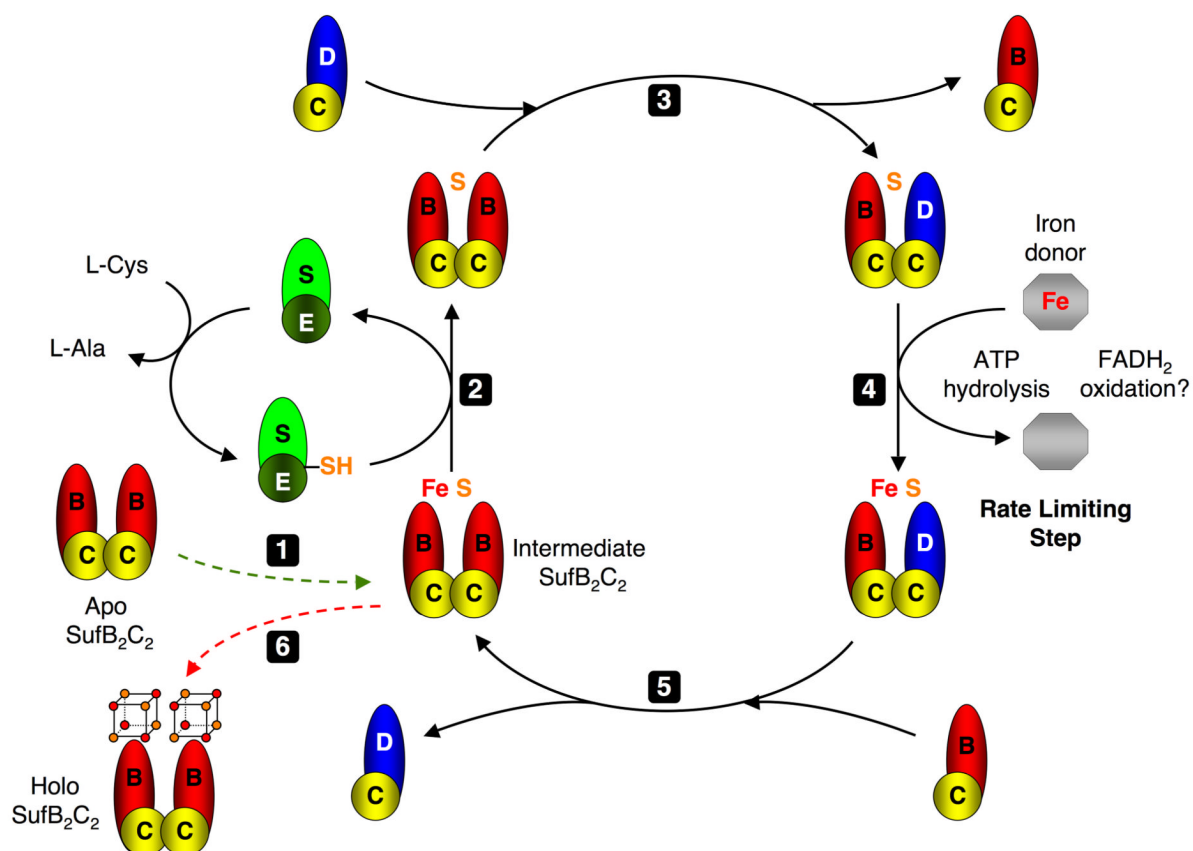 D
C
3
B
C
S
B
B
C
C
S
B
D
C
C
Iron
donor
Fe
L-Cys
L-Ala
S
E
2
4
ATP
hydrolysis
FADH₂
oxidation?
S
E
SH
Fe S
B
B
C
C
Intermediate
SufB₂C₂
Fe S
B
D
C
C
Rate Limiting
Step
B
B
C
C
Apo
SufB₂C₂
1
6
5
D
C
B
C
Holo
SufB₂C₂
B
B
C
C